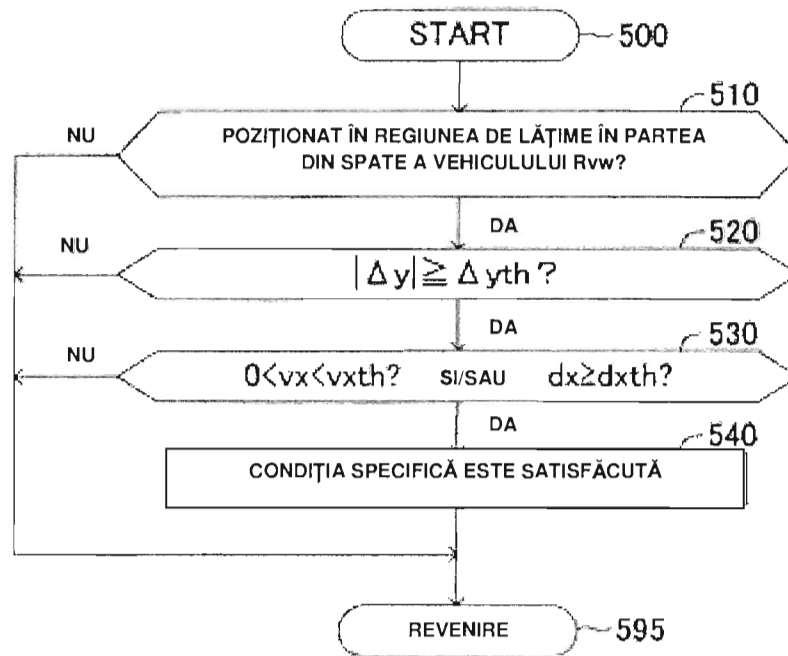 START
500
510
NU
POZIȚIONAT ÎN REGIUNEA DE LĂȚIME ÎN PARTEA
DIN SPATE A VEHICULULUI Rvw?
DA
520
NU
|Δy|≧Δyth?
DA
530
NU
0<vx<vxth? SI/SAU dx≥dxth?
DA
540
CONDIȚIA SPECIFICĂ ESTE SATISFĂCUTĂ
REVENIRE
595